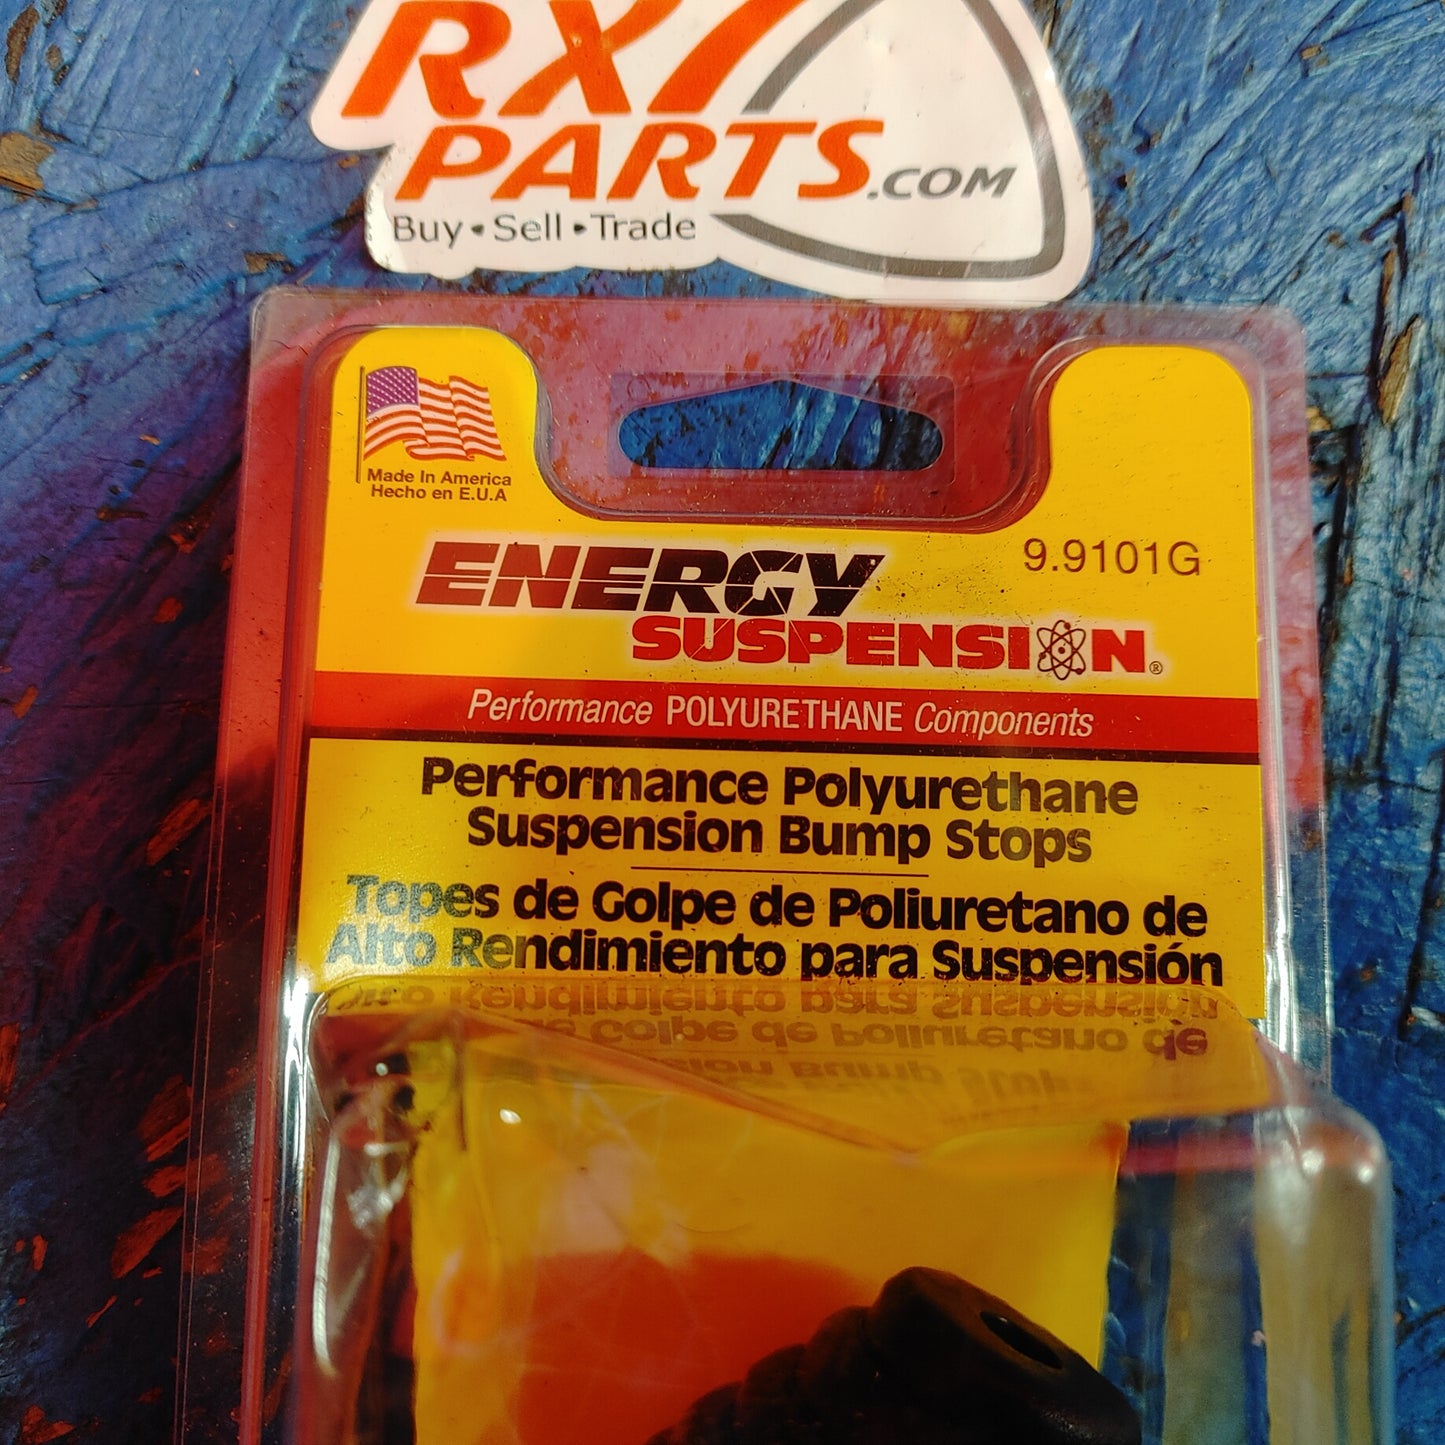 RX7
PARTS.COM
Buy • Sell • Trade
Made In America
Hecho en E.U.A
9.9101G
ENERGY
SUSPENSION®
Performance POLYURETHANE Components
Performance Polyurethane
Suspension Bump Stops
Topes de Golpe de Poliuretano de
Alto Rendimiento para Suspensión